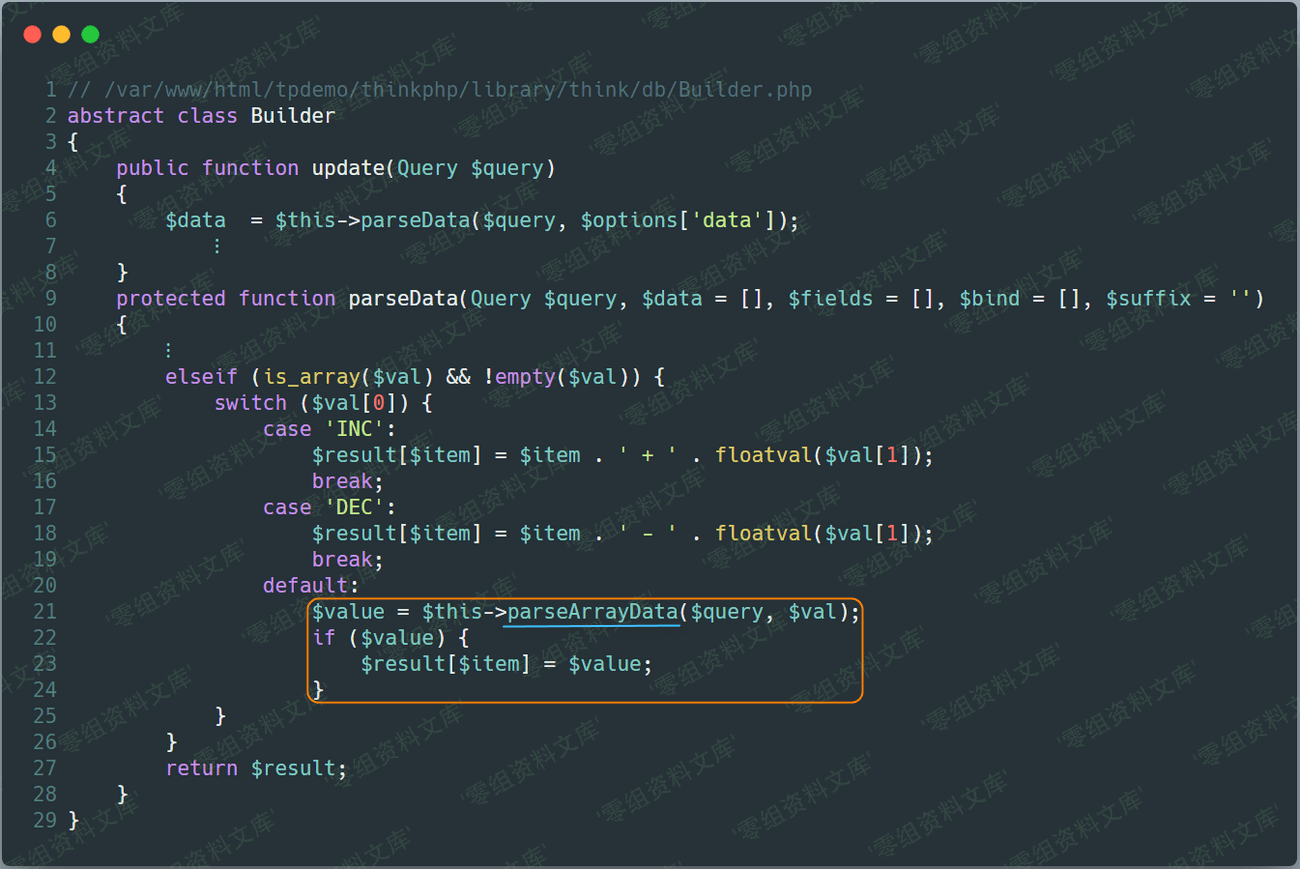 1 // /var/www/html/tpdemo/thinkphp/library/think/db/Builder.php
2 abstract class Builder
3 {
4     public function update(Query $query)
5     {
6         $data  = $this->parseData($query, $options['data']);
7             ⋮
8     }
9     protected function parseData(Query $query, $data = [], $fields = [], $bind = [], $suffix = '')
10     {
11         ⋮
12         elseif (is_array($val) && !empty($val)) {
13             switch ($val[0]) {
14                 case 'INC':
15                     $result[$item] = $item . ' + ' . floatval($val[1]);
16                     break;
17                 case 'DEC':
18                     $result[$item] = $item . ' - ' . floatval($val[1]);
19                     break;
20                 default:
21                     $value = $this->parseArrayData($query, $val);
22                     if ($value) {
23                         $result[$item] = $value;
24                     }
25             }
26         }
27         return $result;
28     }
29 }
'零组资料文库'